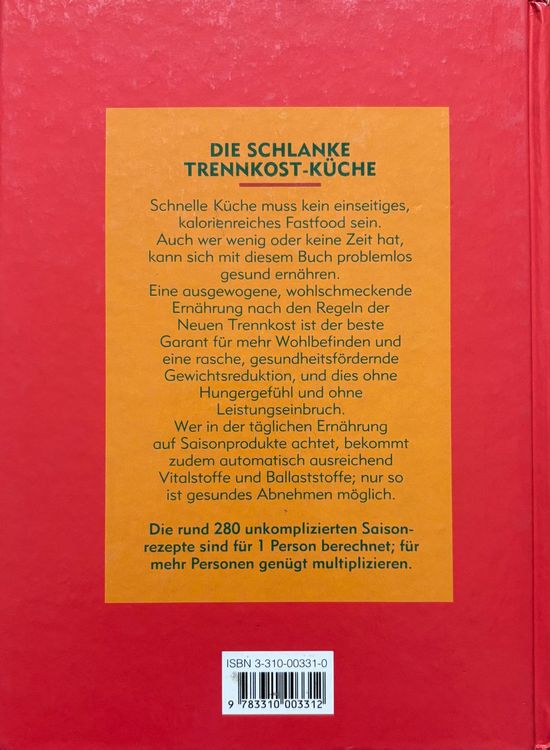 DIE SCHLANKE
TRENNKOST-KÜCHE
Schnelle Küche muss kein einseitiges,
kalorienreiches Fastfood sein.
Auch wer wenig oder keine Zeit hat,
kann sich mit diesem Buch problemlos
gesund ernähren.
Eine ausgewogene, wohlschmeckende
Ernährung nach den Regeln der
Neuen Trennkost ist der beste
Garant für mehr Wohlbefinden und
eine rasche, gesundheitsfördernde
Gewichtsreduktion, und dies ohne
Hungergefühl und ohne
Leistungseinbruch.
Wer in der täglichen Ernährung
auf Saisonprodukte achtet, bekommt
zudem automatisch ausreichend
Vitalstoffe und Ballaststoffe; nur so
ist gesundes Abnehmen möglich.
Die rund 280 unkomplizierten Saison-
rezepte sind für 1 Person berechnet; für
mehr Personen genügt multiplizieren.
ISBN 3-310-00331-0
9 783310 003312